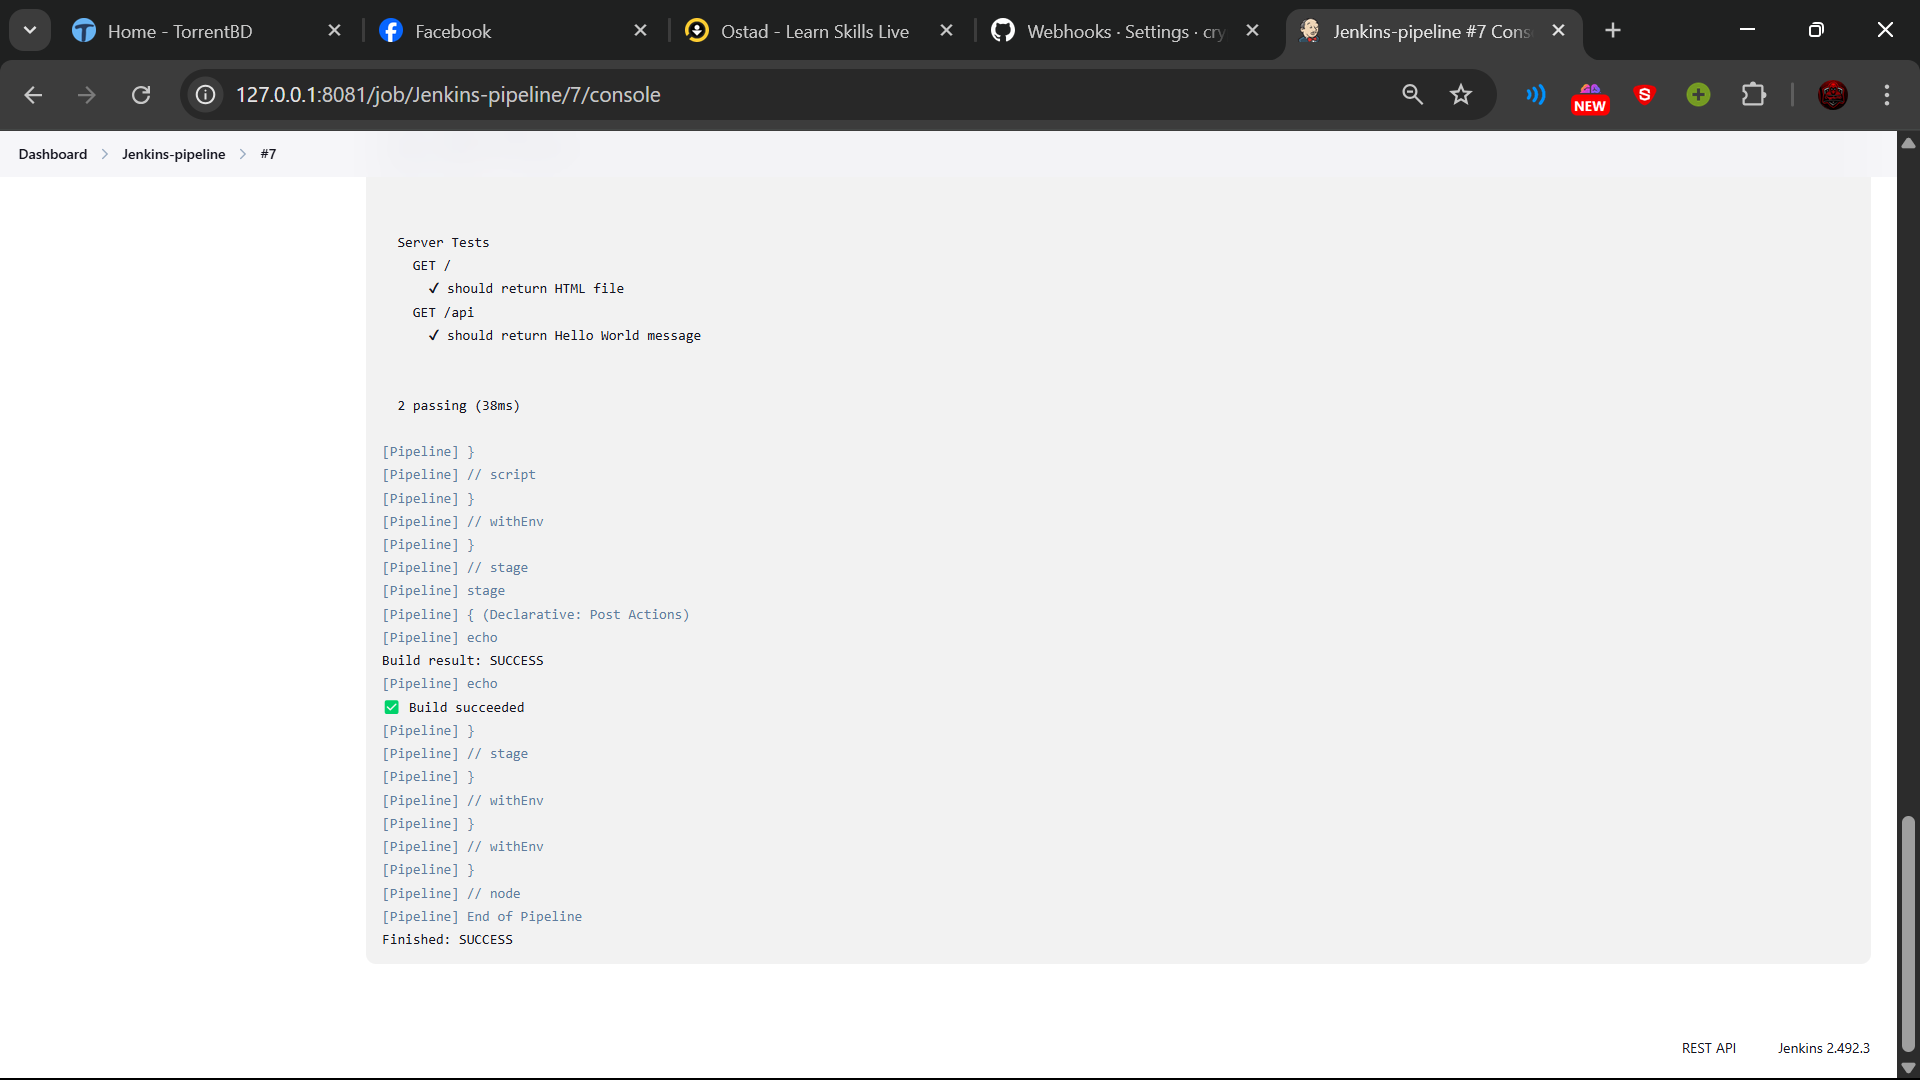 Home - TorrentBD
Facebook
Ostad - Learn Skills Live
Webhooks · Settings · cry
Jenkins-pipeline #7 Cons
127.0.0.1:8081/job/Jenkins-pipeline/7/console
S
NEW
Dashboard
Jenkins-pipeline
#7
Server Tests
GET /
✓ should return HTML file
GET /api
✓ should return Hello World message
2 passing (38ms)
[Pipeline] }
[Pipeline] // script
[Pipeline] }
[Pipeline] // withEnv
[Pipeline] }
[Pipeline] // stage
[Pipeline] stage
[Pipeline] { (Declarative: Post Actions)
[Pipeline] echo
Build result: SUCCESS
[Pipeline] echo
✅ Build succeeded
[Pipeline] }
[Pipeline] // stage
[Pipeline] }
[Pipeline] // withEnv
[Pipeline] }
[Pipeline] // withEnv
[Pipeline] }
[Pipeline] // node
[Pipeline] End of Pipeline
Finished: SUCCESS
REST API
Jenkins 2.492.3